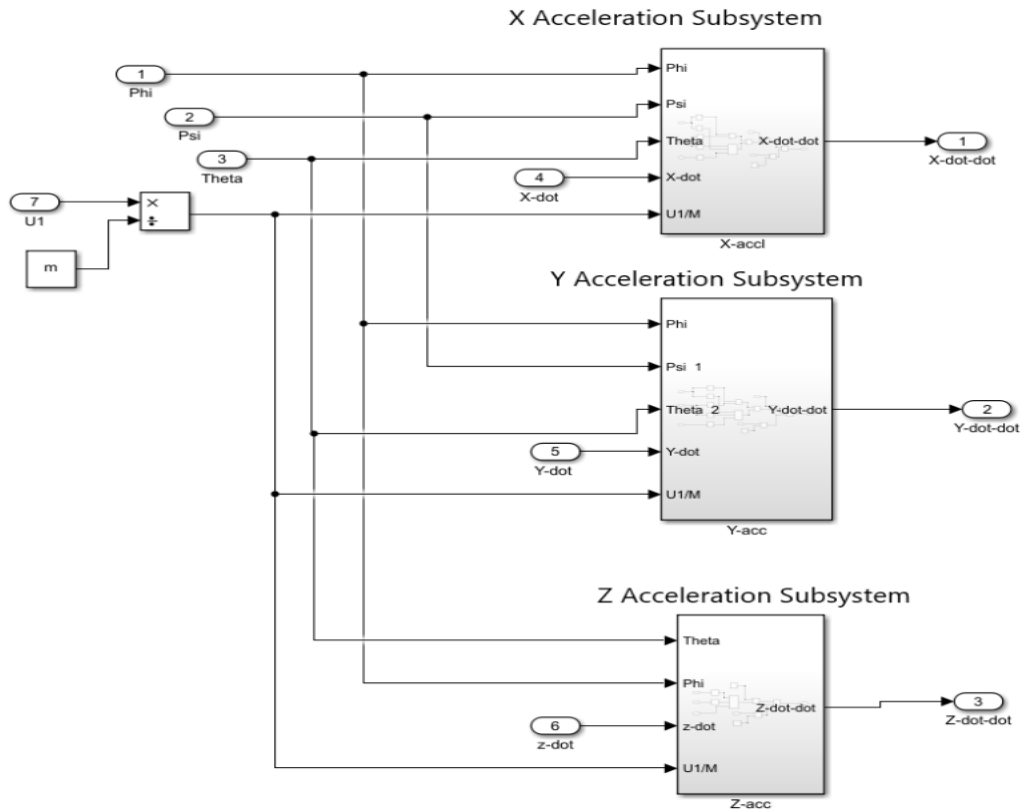 X Acceleration Subsystem
1
Phi
2
Psi
3
Theta
7
U1
×
÷
m
4
X-dot
Phi
Psi
Theta
X-dot
U1/M
X-dot-dot
X-accl
1
X-dot-dot
Y Acceleration Subsystem
Phi
Psi 1
Theta 2
Y-dot
U1/M
Y-dot-dot
Y-acc
5
Y-dot
2
Y-dot-dot
Z Acceleration Subsystem
Theta
Phi
z-dot
U1/M
Z-dot-dot
Z-acc
6
z-dot
3
Z-dot-dot